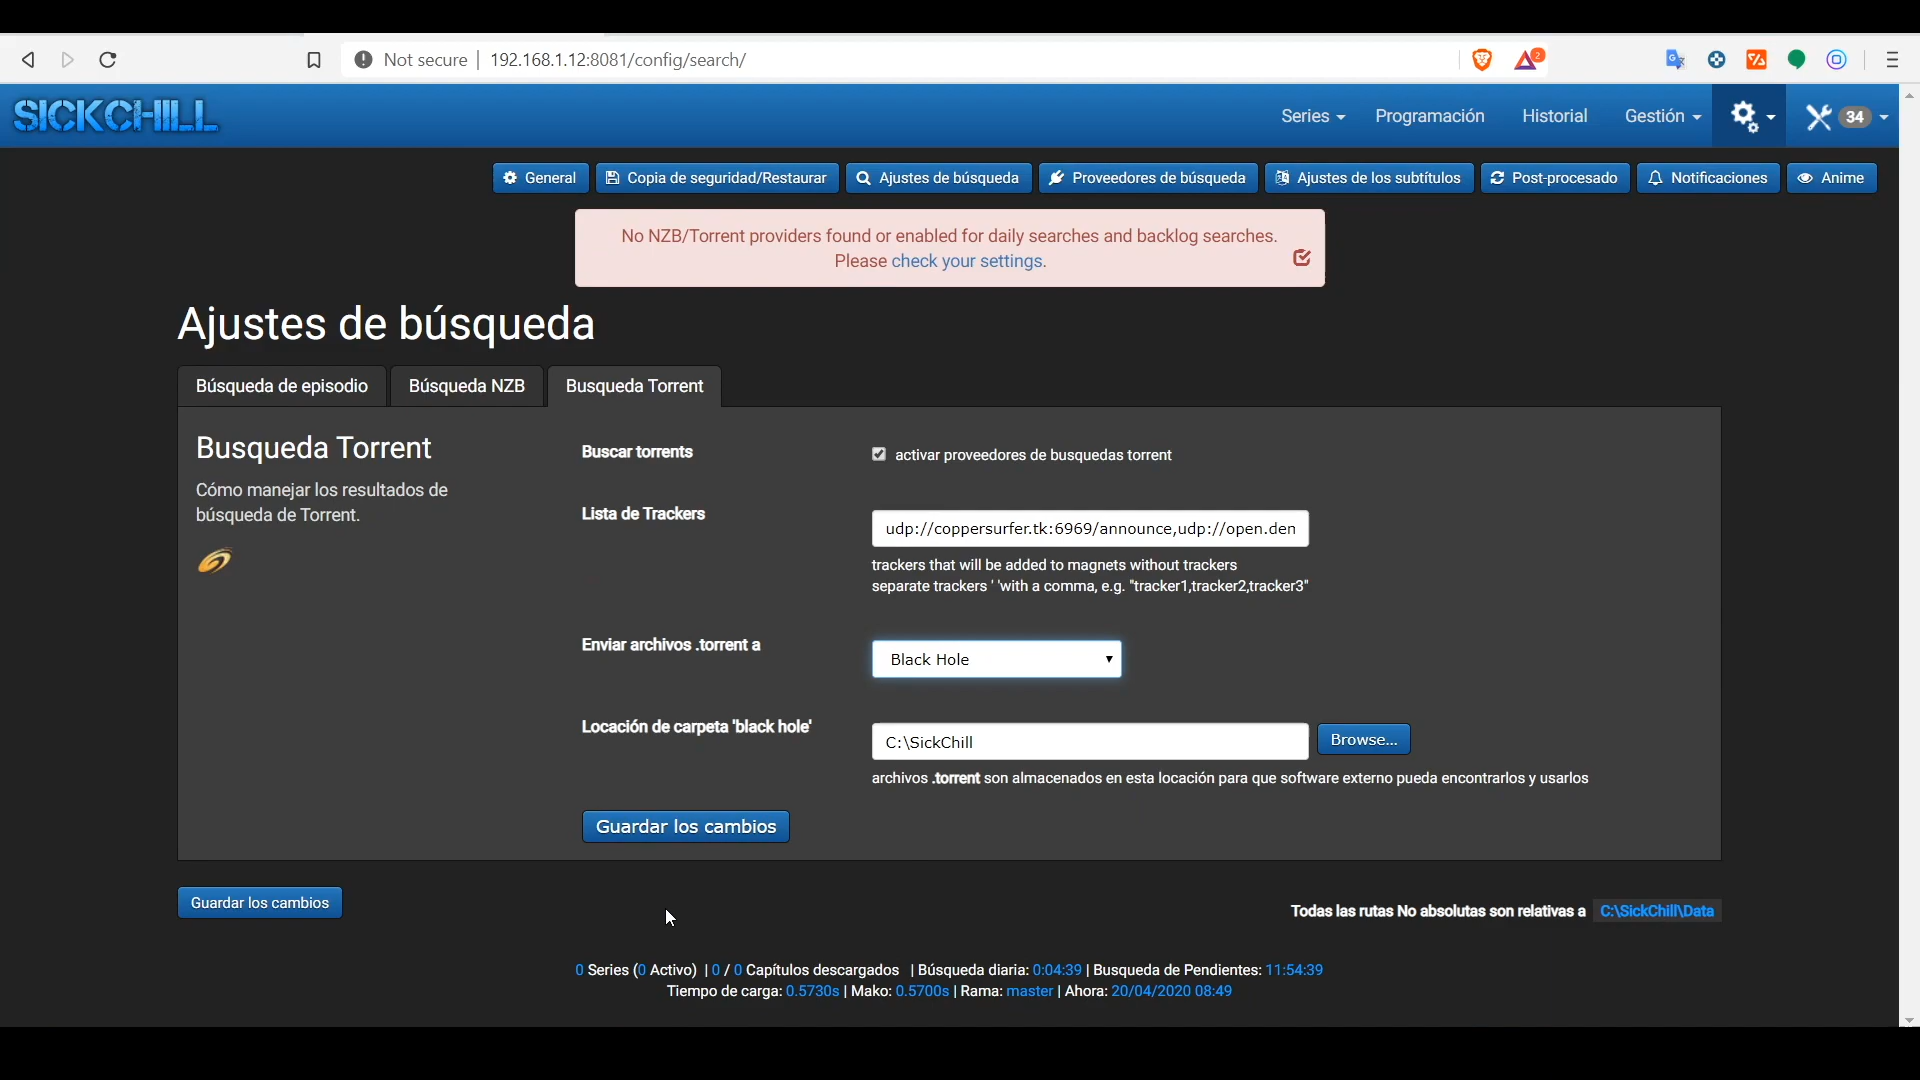 Not secure | 192.168.1.12:8081/config/search/
2
SICKCHILL
Series Programación Historial Gestión 34
General Copia de seguridad/Restaurar Ajustes de búsqueda Proveedores de búsqueda Ajustes de los subtítulos Post-procesado Notificaciones Anime
No NZB/Torrent providers found or enabled for daily searches and backlog searches.
Please check your settings.
Ajustes de búsqueda
Búsqueda de episodio Búsqueda NZB Busqueda Torrent
Busqueda Torrent
Cómo manejar los resultados de
búsqueda de Torrent.
Buscar torrents
activar proveedores de busquedas torrent
Lista de Trackers
udp://coppersurfer.tk:6969/announce,udp://open.den
trackers that will be added to magnets without trackers
separate trackers ' 'with a comma, e.g. "tracker1,tracker2,tracker3"
Enviar archivos .torrent a
Black Hole
Locación de carpeta 'black hole'
C:\SickChill
Browse...
archivos .torrent son almacenados en esta locación para que software externo pueda encontrarlos y usarlos
Guardar los cambios
Guardar los cambios
Todas las rutas No absolutas son relativas a C:\SickChill\Data
0 Series (0 Activo) | 0 / 0 Capítulos descargados | Búsqueda diaria: 0:04:39 | Busqueda de Pendientes: 11:54:39
Tiempo de carga: 0.5730s | Mako: 0.5700s | Rama: master | Ahora: 20/04/2020 08:49